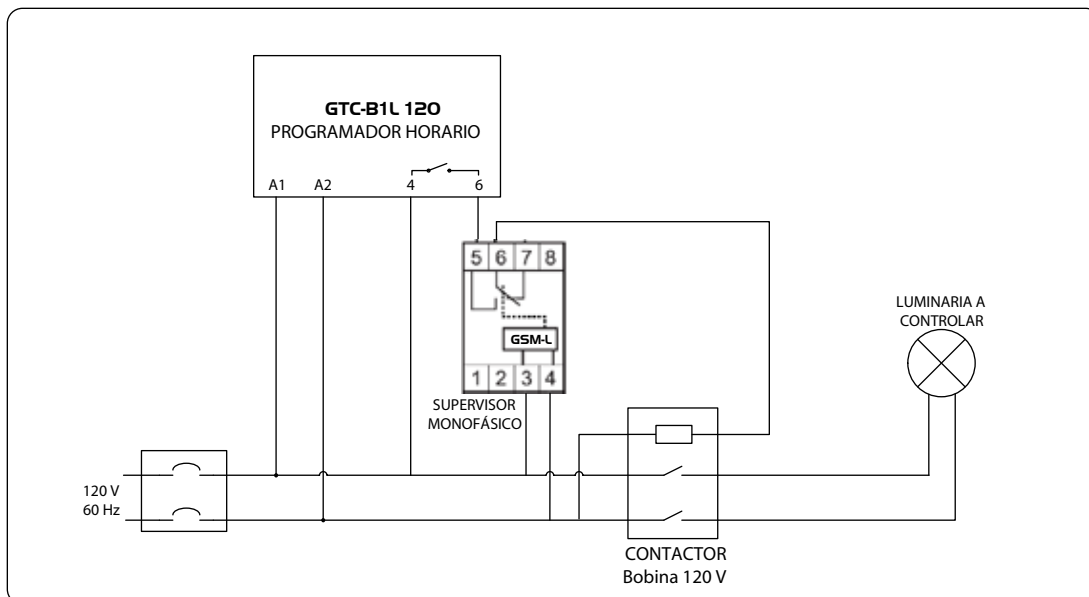 GTC-B1L 120
PROGRAMADOR HORARIO
A1 A2 4 6
5 6 7 8
GSM-L
1 2 3 4
SUPERVISOR
MONOFÁSICO
LUMINARIA A
CONTROLAR
120 V
60 Hz
CONTACTOR
Bobina 120 V